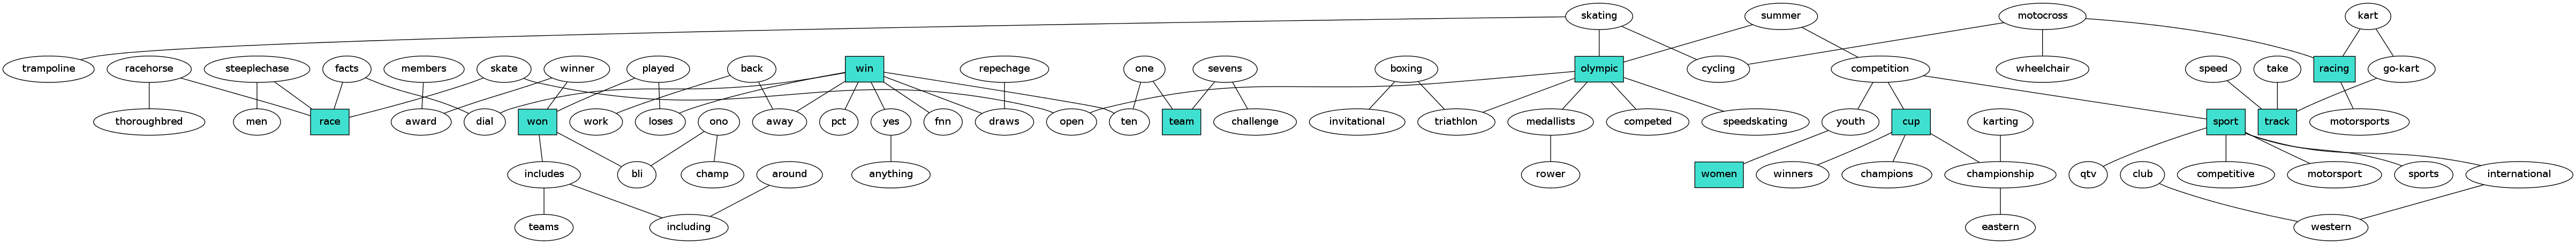 skating summer motocross kart
trampoline racehorse steeplechase facts members skate winner played back win repechage one sevens boxing olympic cycling competition wheelchair speed take racing go-kart
thoroughbred men race award dial won work loses ono away pct yes fnn draws open ten team challenge invitational triathlon medallists competed speedskating youth cup karting sport track motorsports
includes bli champ around anything rower women winners champions championship qtv club competitive motorsport sports international
teams including eastern western